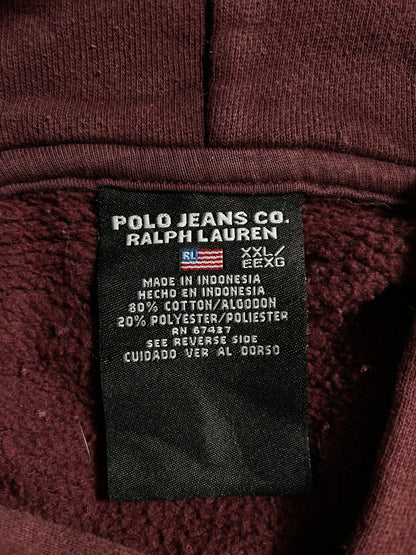 POLO JEANS CO.
RALPH LAUREN
RL XXL/
EEXG
MADE IN INDONESIA
HECHO EN INDONESIA
80% COTTON/ALGODON
20% POLYESTER/POLIESTER
RN 67437
SEE REVERSE SIDE
CUIDADO VER AL DORSO